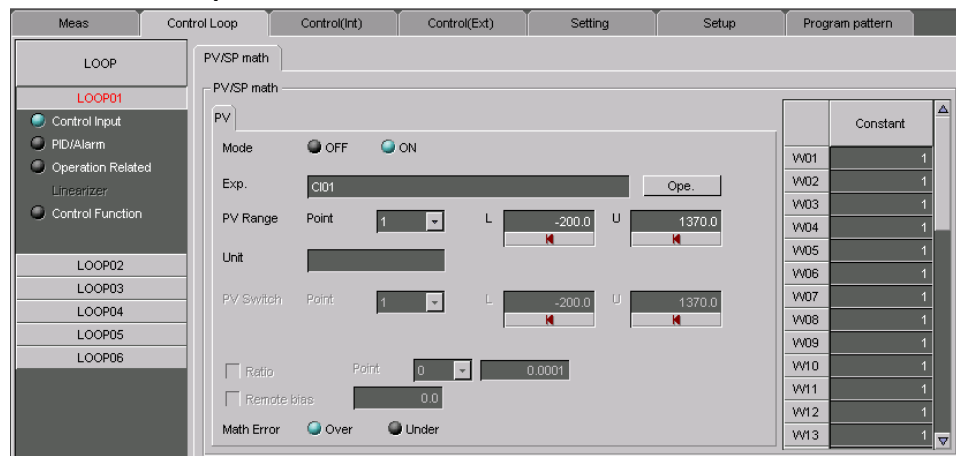 Meas Control Loop Control(Int) Control(Ext) Setting Setup Program pattern
LOOP
LOOP01
Control Input
PID/Alarm
Operation Related
Linearizer
Control Function
LOOP02
LOOP03
LOOP04
LOOP05
LOOP06
PV/SP math
PV/SP math
PV
Mode OFF ON
Exp. CI01 Ope.
PV Range Point 1 L -200.0 U 1370.0
Unit
PV Switch Point 1 L -200.0 U 1370.0
Ratio Point 0 0.0001
Remote bias 0.0
Math Error Over Under
Constant
W01 1
W02 1
W03 1
W04 1
W05 1
W06 1
W07 1
W08 1
W09 1
W10 1
W11 1
W12 1
W13 1